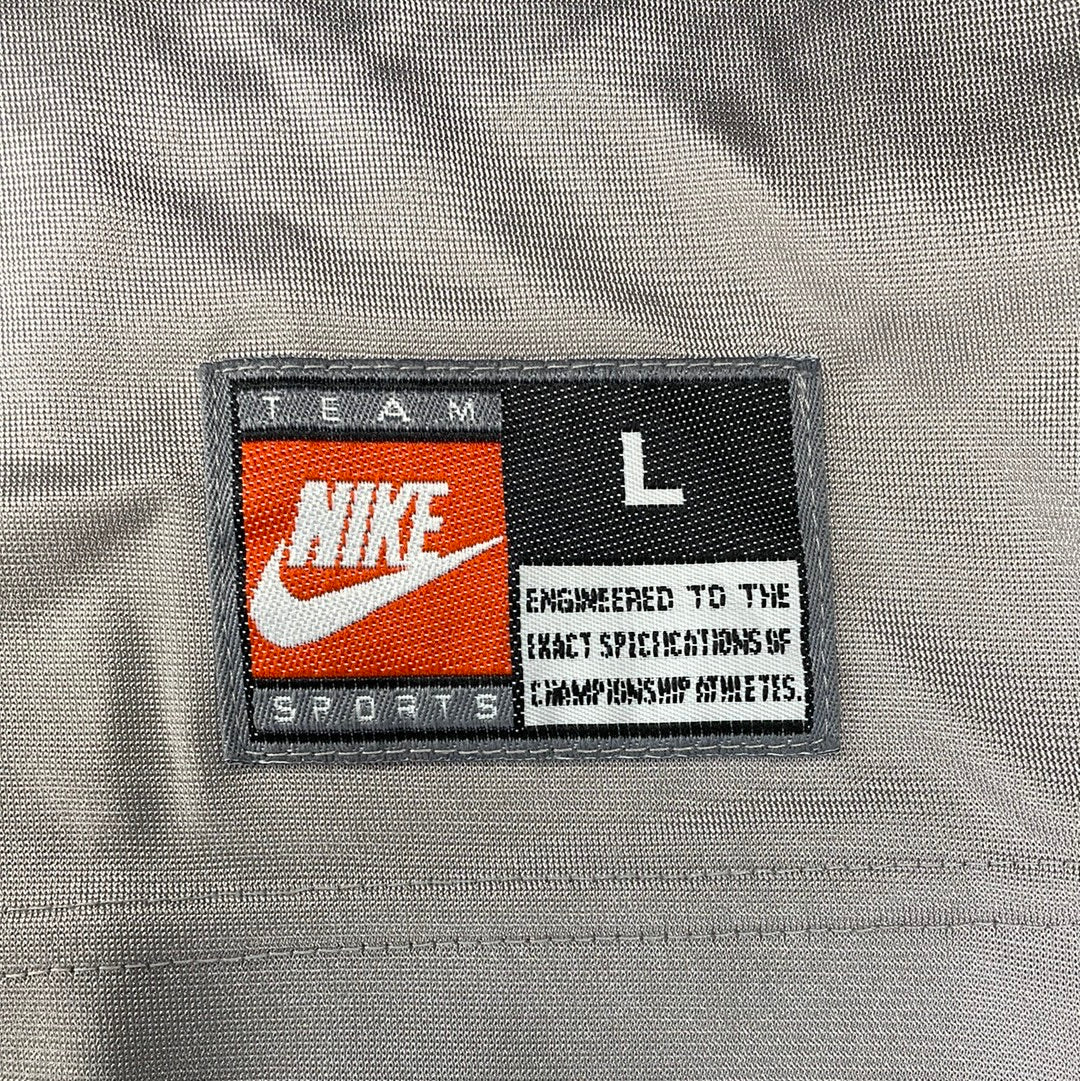 TEAM
NIKE
SPORTS
L
ENGINEERED TO THE
EXACT SPECIFICATIONS OF
CHAMPIONSHIP ATHLETES.